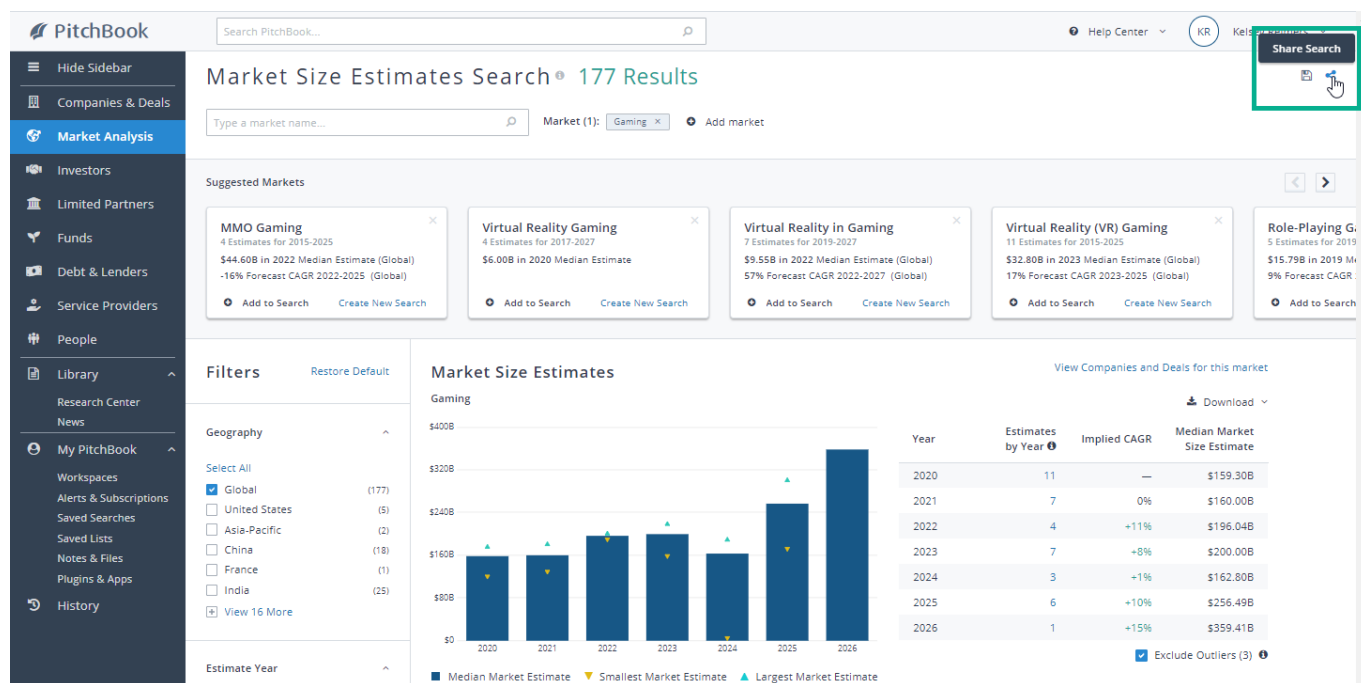 PitchBook
Search PitchBook...
Help Center
KR
Share Search
Hide Sidebar
Companies & Deals
Market Analysis
Investors
Limited Partners
Funds
Debt & Lenders
Service Providers
People
Library
Research Center
News
My PitchBook
Workspaces
Alerts & Subscriptions
Saved Searches
Saved Lists
Notes & Files
Plugins & Apps
History
Market Size Estimates Search 177 Results
Type a market name...
Market (1): Gaming × Add market
Suggested Markets
MMO Gaming
4 Estimates for 2015-2025
$44.60B in 2022 Median Estimate (Global)
-16% Forecast CAGR 2022-2025 (Global)
Add to Search Create New Search
Virtual Reality Gaming
4 Estimates for 2017-2027
$6.00B in 2020 Median Estimate
Add to Search Create New Search
Virtual Reality in Gaming
7 Estimates for 2019-2027
$9.55B in 2022 Median Estimate (Global)
57% Forecast CAGR 2022-2027 (Global)
Add to Search Create New Search
Virtual Reality (VR) Gaming
11 Estimates for 2015-2025
$32.80B in 2023 Median Estimate (Global)
17% Forecast CAGR 2023-2025 (Global)
Add to Search Create New Search
Role-Playing
5 Estimates for 2019
$15.79B in 2019
9% Forecast CAGR
Add to Search
Filters Restore Default
Geography
Select All
Global (177)
United States (5)
Asia-Pacific (2)
China (18)
France (1)
India (25)
View 16 More
Estimate Year
Market Size Estimates
View Companies and Deals for this market
Gaming
Download
$400B
$320B
$240B
$160B
$80B
$0
2020 2021 2022 2023 2024 2025 2026
Median Market Estimate Smallest Market Estimate Largest Market Estimate
Year Estimates by Year Implied CAGR Median Market Size Estimate
2020 11 — $159.30B
2021 7 0% $160.00B
2022 4 +11% $196.04B
2023 7 +8% $200.00B
2024 3 +1% $162.80B
2025 6 +10% $256.49B
2026 1 +15% $359.41B
Exclude Outliers (3)